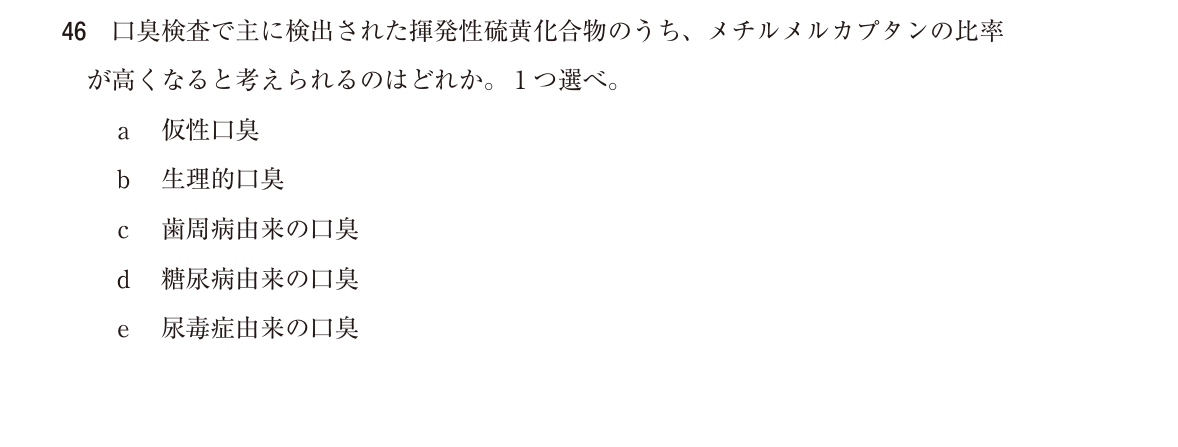 46 口臭検査で主に検出された揮発性硫黄化合物のうち、メチルメルカプタンの比率
が高くなると考えられるのはどれか。1つ選べ。
a 仮性口臭
b 生理的口臭
c 歯周病由来の口臭
d 糖尿病由来の口臭
e 尿毒症由来の口臭